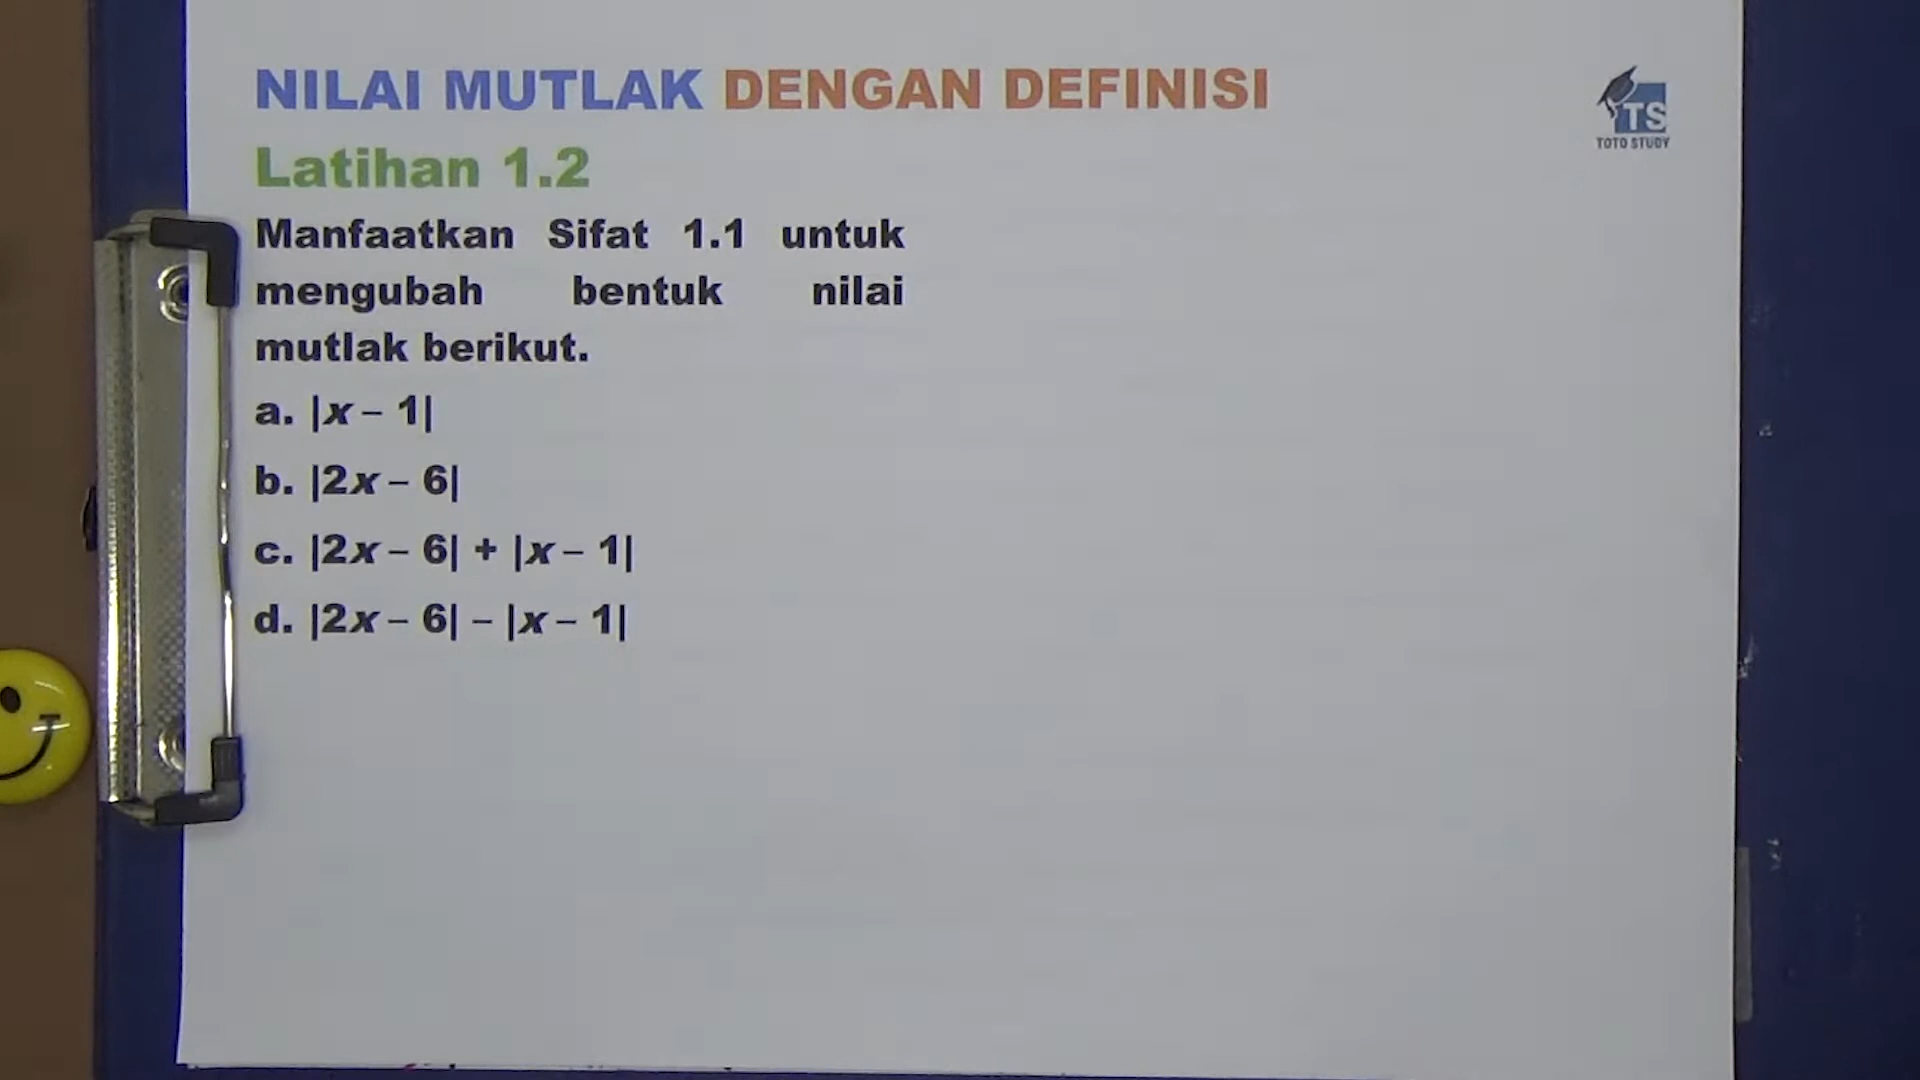 NILAI MUTLAK DENGAN DEFINISI
TS
TOTO STUDY
Latihan 1.2
Manfaatkan Sifat 1.1 untuk
mengubah bentuk nilai
mutlak berikut.
a. |x – 1|
b. |2x – 6|
c. |2x – 6| + |x – 1|
d. |2x – 6| – |x – 1|